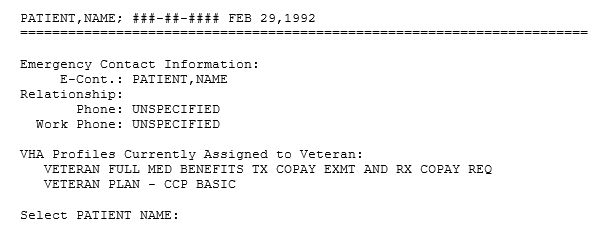 PATIENT,NAME; ###-##-#### FEB 29,1992
=======================================================================
Emergency Contact Information:
E-Cont.: PATIENT,NAME
Relationship:
Phone: UNSPECIFIED
Work Phone: UNSPECIFIED
VHA Profiles Currently Assigned to Veteran:
VETERAN FULL MED BENEFITS TX COPAY EXMT AND RX COPAY REQ
VETERAN PLAN - CCP BASIC
Select PATIENT NAME: